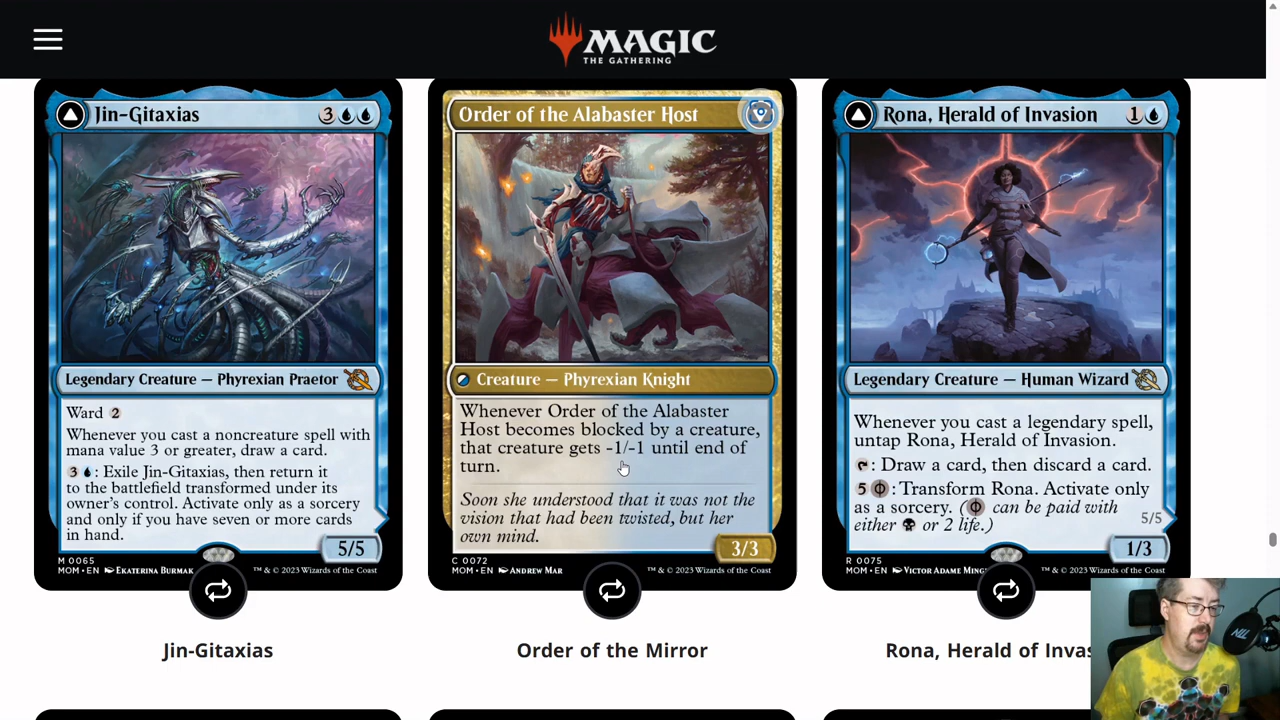 MAGIC
THE GATHERING
Jin-Gitaxias
3
Legendary Creature — Phyrexian Praetor
Ward 2
Whenever you cast a noncreature spell with
mana value 3 or greater, draw a card.
3 : Exile Jin-Gitaxias, then return it
to the battlefield transformed under its
owner's control. Activate only as a sorcery
and only if you have seven or more cards
in hand.
5/5
M 0065
MOM • EN EKATERINA BURMAK
™ & © 2023 Wizards of the Coast
Order of the Alabaster Host
Creature — Phyrexian Knight
Whenever Order of the Alabaster
Host becomes blocked by a creature,
that creature gets -1/-1 until end of
turn.
Soon she understood that it was not the
vision that had been twisted, but her
own mind.
3/3
C 0072
MOM • EN ANDREW MAR
™ & © 2023 Wizards of the Coast
Rona, Herald of Invasion
1
Legendary Creature — Human Wizard
Whenever you cast a legendary spell,
untap Rona, Herald of Invasion.
: Draw a card, then discard a card.
5 : Transform Rona. Activate only
as a sorcery. ( can be paid with
either or 2 life.)
5/5
1/3
R 0075
MOM • EN VICTOR ADAME
™ & © 2023 Wizards of the Coast
Jin-Gitaxias
Order of the Mirror
Rona, Herald of Invas